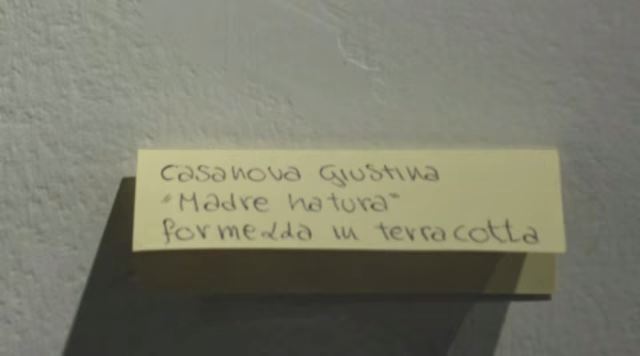 Casanova Giustina
"Madre natura"
formella in terracotta